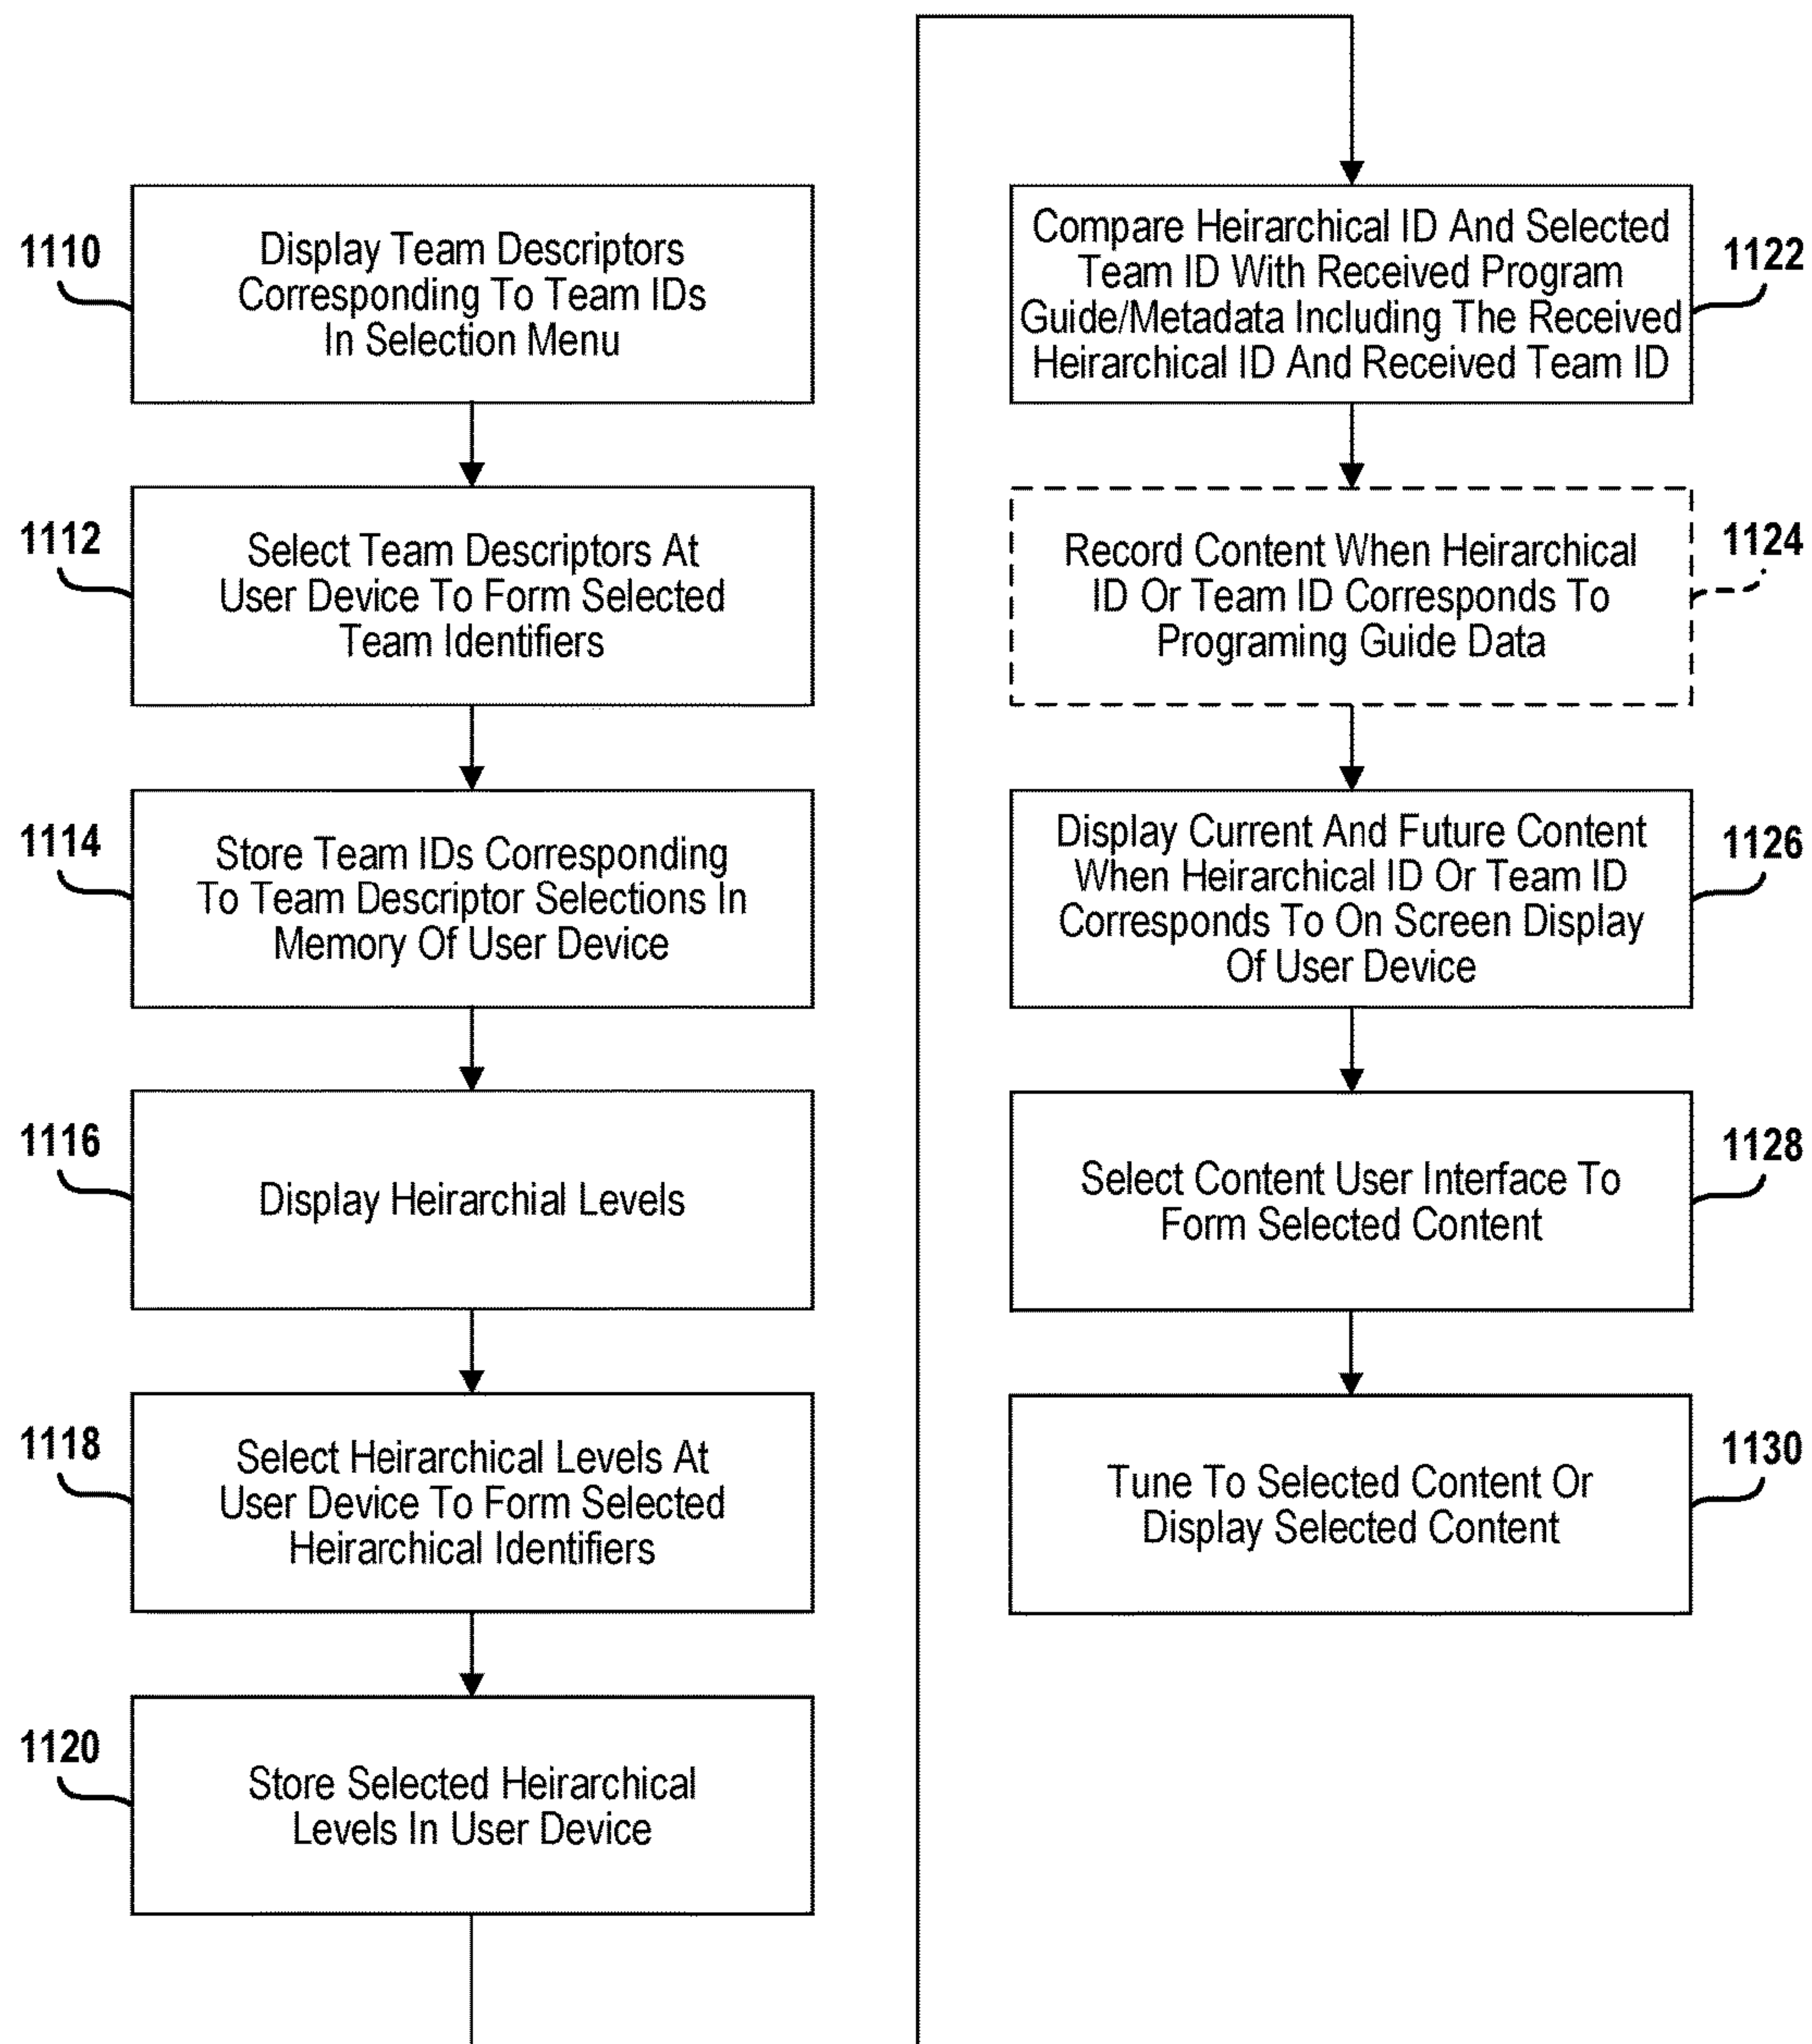 1110
Display Team Descriptors
Corresponding To Team IDs
In Selection Menu
1112
Select Team Descriptors At
User Device To Form Selected
Team Identifiers
1114
Store Team IDs Corresponding
To Team Descriptor Selections In
Memory Of User Device
1116
Display Heirarchial Levels
1118
Select Heirarchical Levels At
User Device To Form Selected
Heirarchical Identifiers
1120
Store Selected Heirarchical
Levels In User Device
Compare Heirarchical ID And Selected
Team ID With Received Program
Guide/Metadata Including The Received
Heirarchical ID And Received Team ID
1122
Record Content When Heirarchical
ID Or Team ID Corresponds To
Programing Guide Data
1124
Display Current And Future Content
When Heirarchical ID Or Team ID
Corresponds To On Screen Display
Of User Device
1126
Select Content User Interface To
Form Selected Content
1128
Tune To Selected Content Or
Display Selected Content
1130